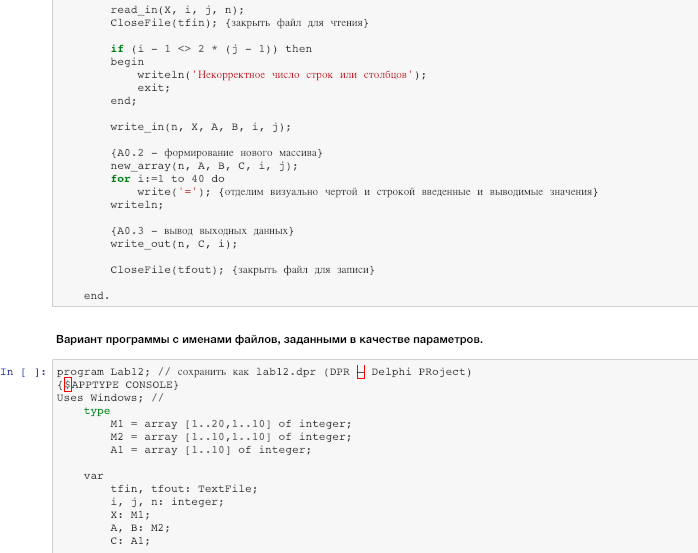 read_in(X, i, j, n);
CloseFile(tfin); {закрыть файл для чтения}
if (i - 1 <> 2 * (j - 1)) then
begin
writeln('Некорректное число строк или столбцов');
exit;
end;
write_in(n, X, A, B, i, j);
{A0.2 - формирование нового массива}
new_array(n, A, B, C, i, j);
for i:=1 to 40 do
write('='); {отделим визуально чертой и строкой введенные и выводимые значения}
writeln;
{A0.3 - вывод выходных данных}
write_out(n, C, i);
CloseFile(tfout); {закрыть файл для записи}
end.
Вариант программы с именами файлов, заданными в качестве параметров.
In [ ]: program Lab12; // сохранить как lab12.dpr (DPR — Delphi PRoject)
{$APPTYPE CONSOLE}
Uses Windows; //
type
M1 = array [1..20,1..10] of integer;
M2 = array [1..10,1..10] of integer;
A1 = array [1..10] of integer;
var
tfin, tfout: TextFile;
i, j, n: integer;
X: M1;
A, B: M2;
C: A1;